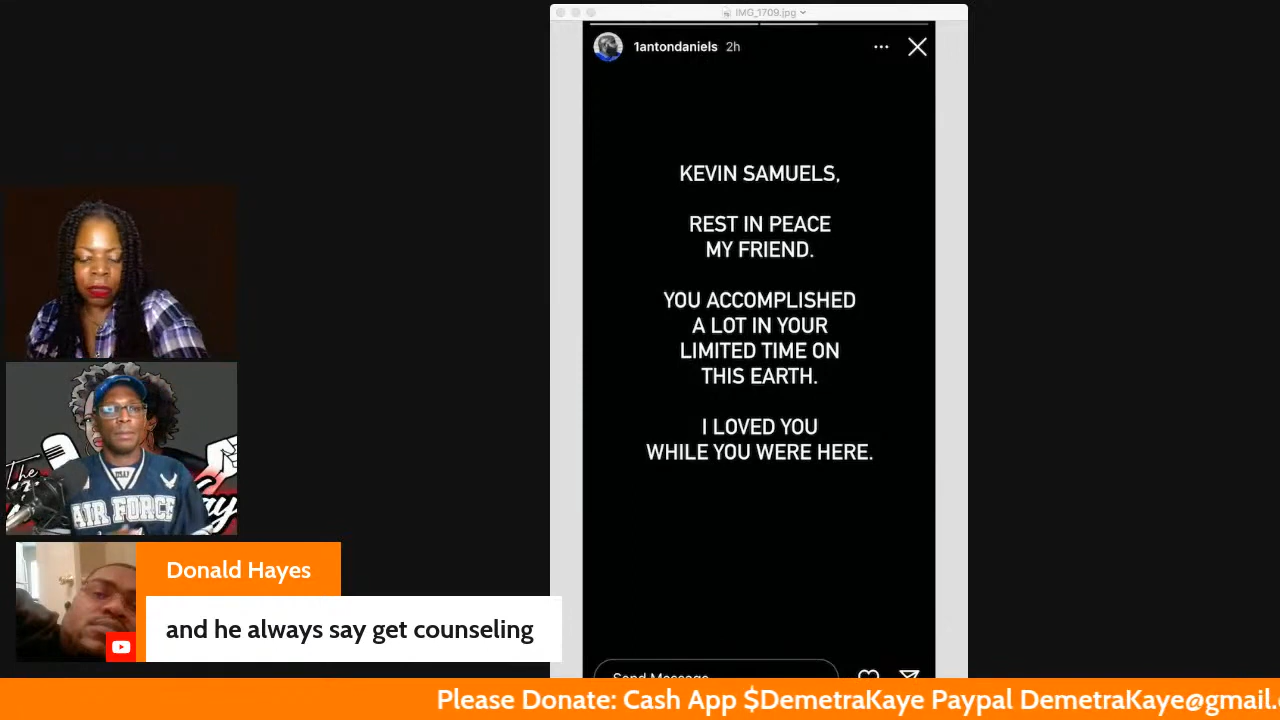 IMG_1709.jpg
1antondaniels 2h
KEVIN SAMUELS,
REST IN PEACE
MY FRIEND.
YOU ACCOMPLISHED
A LOT IN YOUR
LIMITED TIME ON
THIS EARTH.
I LOVED YOU
WHILE YOU WERE HERE.
Send Message
The
AIR FORCE
Donald Hayes
and he always say get counseling
Please Donate: Cash App $DemetraKaye Paypal DemetraKaye@gmail.